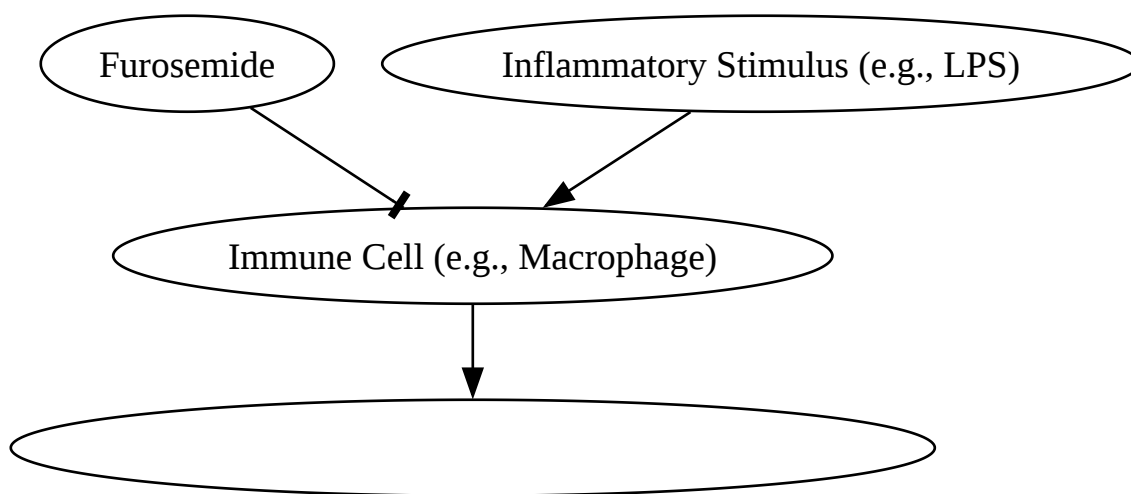 Furosemide
Inflammatory Stimulus (e.g., LPS)
Immune Cell (e.g., Macrophage)